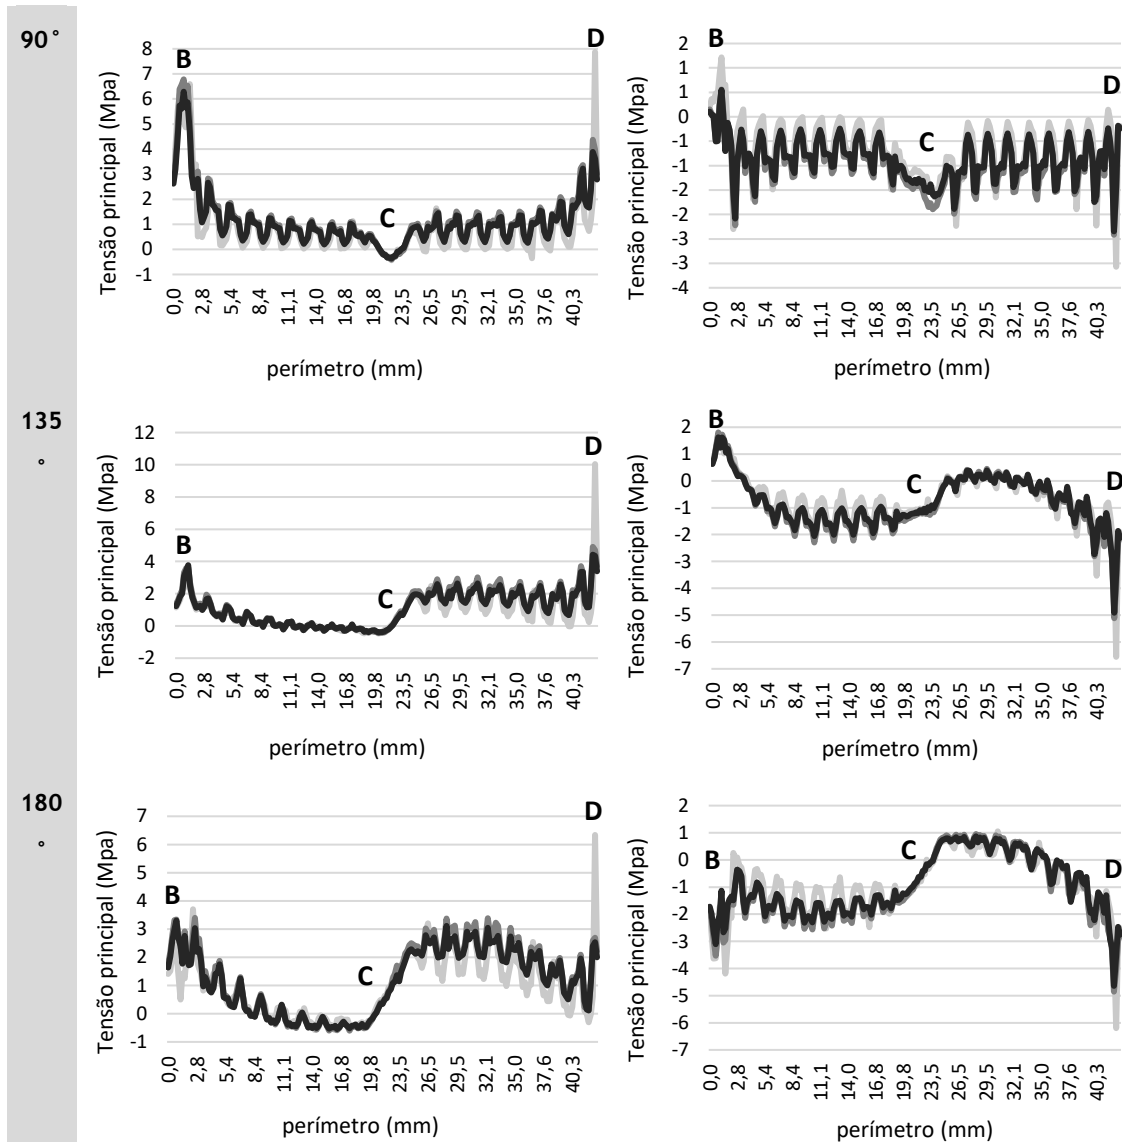 90°
8
7
6
5
4
3
2
1
0
-1
Tensão principal (Mpa)
B
C
D
0,0 2,8 5,4 8,4 11,1 14,0 16,8 19,8 23,5 26,5 29,5 32,1 35,0 37,6 40,3
perímetro (mm)
2
1
1
0
-1
-1
-2
-2
-3
-3
-4
Tensão principal (Mpa)
B
C
D
0,0 2,8 5,4 8,4 11,1 14,0 16,8 19,8 23,5 26,5 29,5 32,1 35,0 37,6 40,3
perímetro (mm)
135
°
12
10
8
6
4
2
0
-2
Tensão principal (Mpa)
B
C
D
0,0 2,8 5,4 8,4 11,1 14,0 16,8 19,8 23,5 26,5 29,5 32,1 35,0 37,6 40,3
perímetro (mm)
2
1
0
-1
-2
-3
-4
-5
-6
-7
Tensão principal (Mpa)
B
C
D
0,0 2,8 5,4 8,4 11,1 14,0 16,8 19,8 23,5 26,5 29,5 32,1 35,0 37,6 40,3
perímetro (mm)
180
°
7
6
5
4
3
2
1
0
-1
Tensão principal (Mpa)
B
C
D
0,0 2,8 5,4 8,4 11,1 14,0 16,8 19,8 23,5 26,5 29,5 32,1 35,0 37,6 40,3
perímetro (mm)
2
1
0
-1
-2
-3
-4
-5
-6
-7
Tensão principal (Mpa)
B
C
D
0,0 2,8 5,4 8,4 11,1 14,0 16,8 19,8 23,5 26,5 29,5 32,1 35,0 37,6 40,3
perímetro (mm)